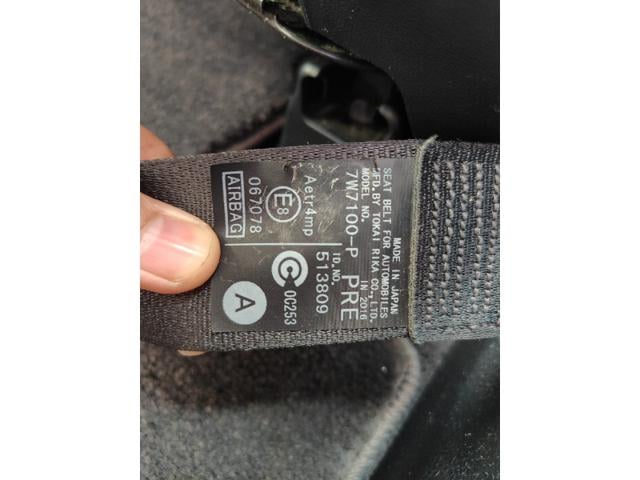 MADE IN JAPAN
SEAT BELT FOR AUTOMOBILES
MFD. BY TOKAI RIKA CO., LTD.
MODEL NO. IN 2016
7W7100-P PRE
ID.NO.
513809
Aetr4mp
E8
C
0C253
067078
AIRBAG
A